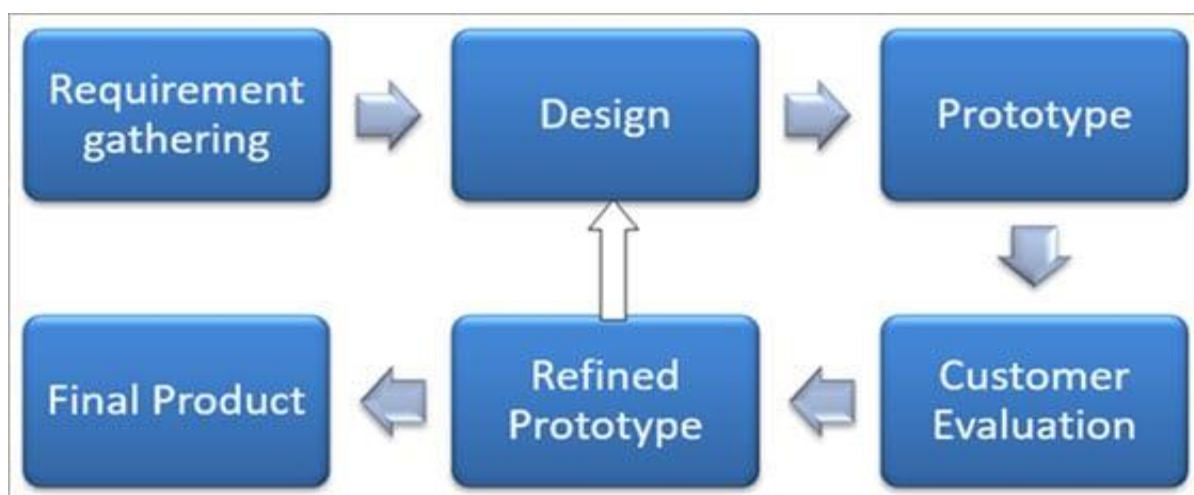 Requirement
gathering
Design
Prototype
Customer
Evaluation
Refined
Prototype
Final Product